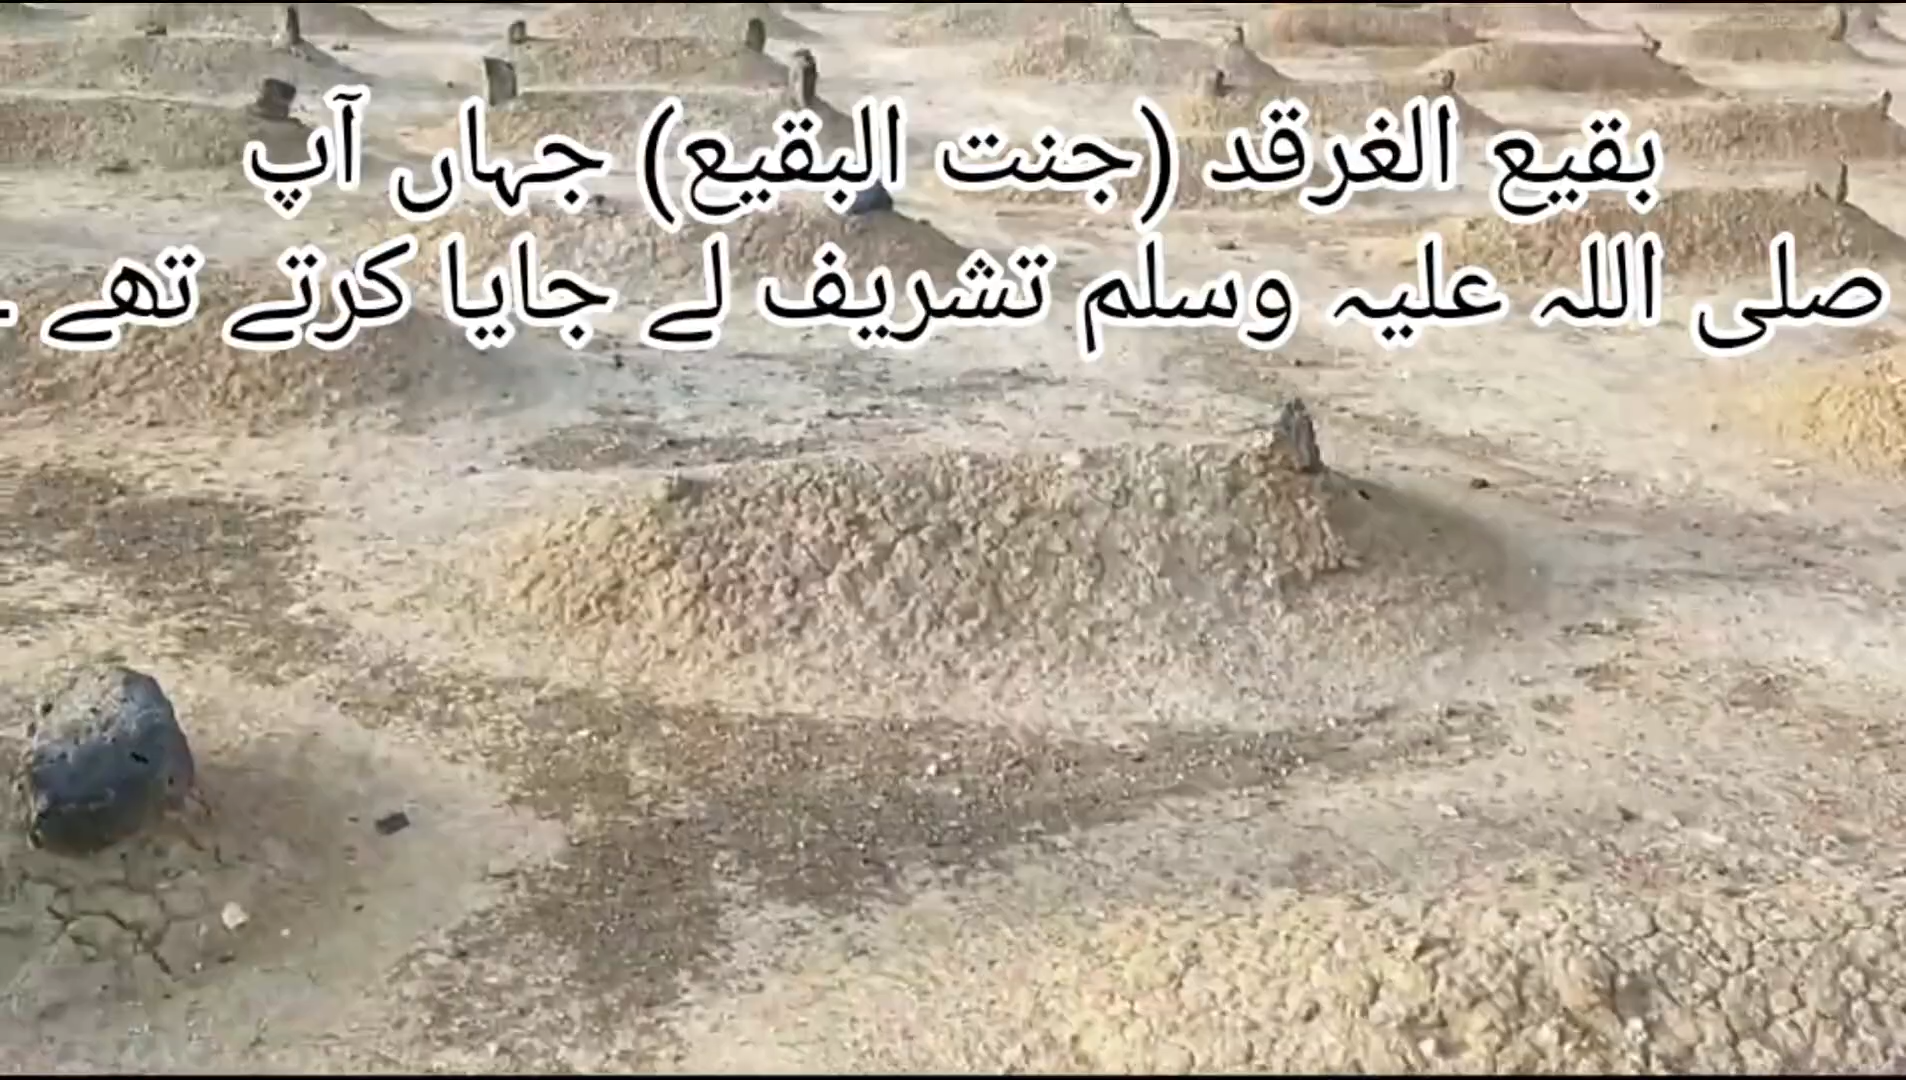 بقیع الغرقد (جنت البقیع) جہاں آپ
صلی اللہ علیہ وسلم تشریف لے جایا کرتے تھے ۔